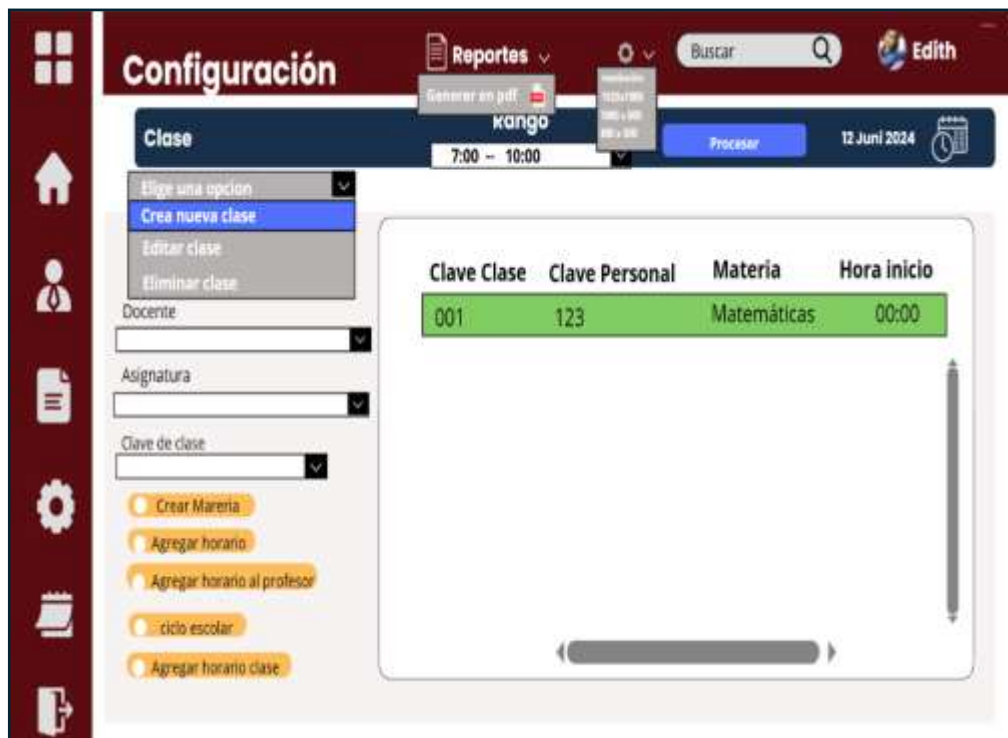 Configuración
Reportes
Buscar
Edith
Generer en pdf
Clase
Rango
7:00 -- 10:00
Procesar
12 Juni 2024
Elige una opcion
Crea nueva clase
Editar clase
Eliminar clase
Docente
Asignatura
Clave de clase
Crear Mareria
Agregar horario
Agregar horario al profesor
ciclo escolar
Agregar horario clase
Clave Clase Clave Personal Materia Hora inicio
001 123 Matemáticas 00:00